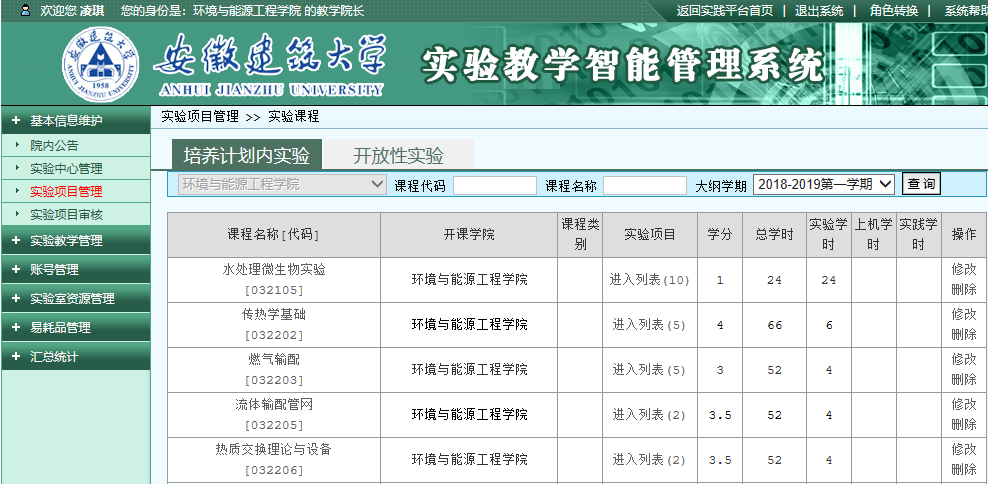 欢迎您 凌琪 您的身份是：环境与能源工程学院 的教学院长 返回实践平台首页 | 退出系统 | 角色转换 | 系统帮助
安徽建筑大学
ANHUI JIANZHU UNIVERSITY
ANHUI JIANZHU UNIVERSITY
1958
实验教学智能管理系统
基本信息维护
院内公告
实验中心管理
实验项目管理
实验项目审核
实验教学管理
账号管理
实验室资源管理
易耗品管理
汇总统计
实验项目管理 >> 实验课程
培养计划内实验 开放性实验
环境与能源工程学院 课程代码 课程名称 大纲学期 2018-2019第一学期 查 询
课程名称[代码] 开课学院 课程类别 实验项目 学分 总学时 实验学时 上机学时 实践学时 操作
水处理微生物实验 [032105] 环境与能源工程学院 进入列表(10) 1 24 24 修改 删除
传热学基础 [032202] 环境与能源工程学院 进入列表(5) 4 66 6 修改 删除
燃气输配 [032203] 环境与能源工程学院 进入列表(5) 3 52 4 修改 删除
流体输配管网 [032205] 环境与能源工程学院 进入列表(2) 3.5 52 4 修改 删除
热质交换理论与设备 [032206] 环境与能源工程学院 进入列表(2) 3.5 52 4 修改 删除